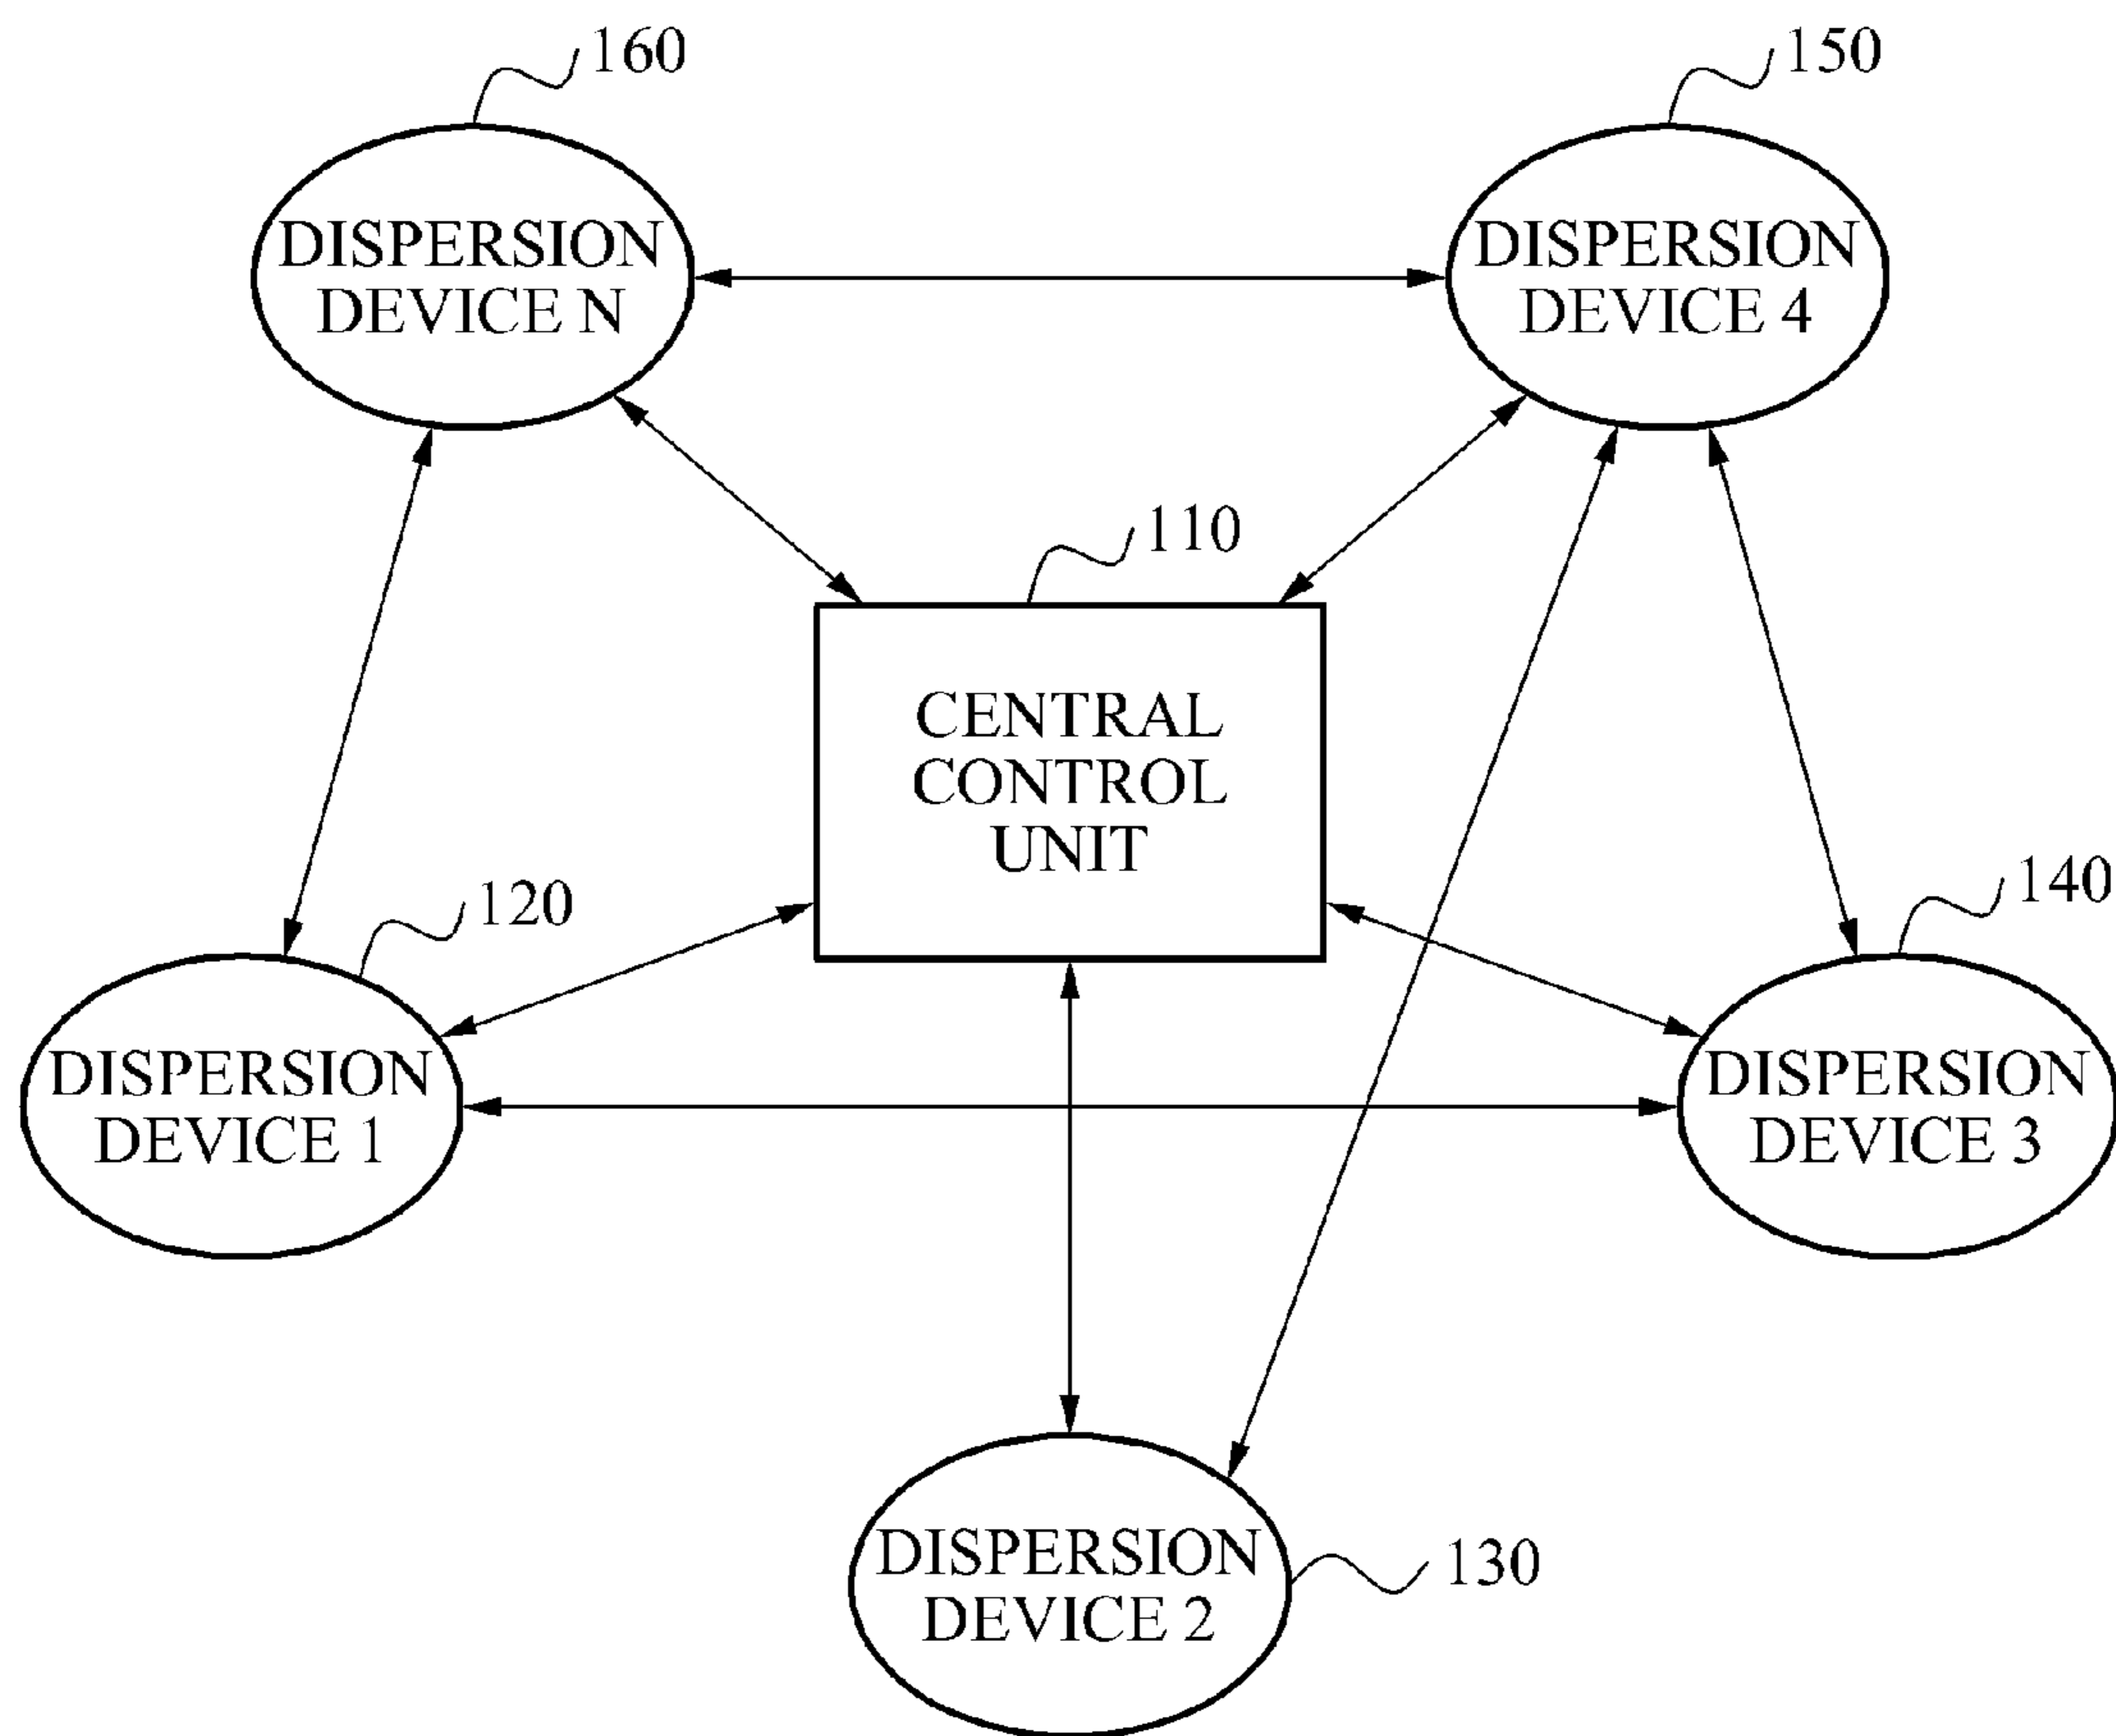 160
150
DISPERSION
DEVICE N
DISPERSION
DEVICE 4
110
CENTRAL
CONTROL
UNIT
120
140
DISPERSION
DEVICE 1
DISPERSION
DEVICE 3
DISPERSION
DEVICE 2
130